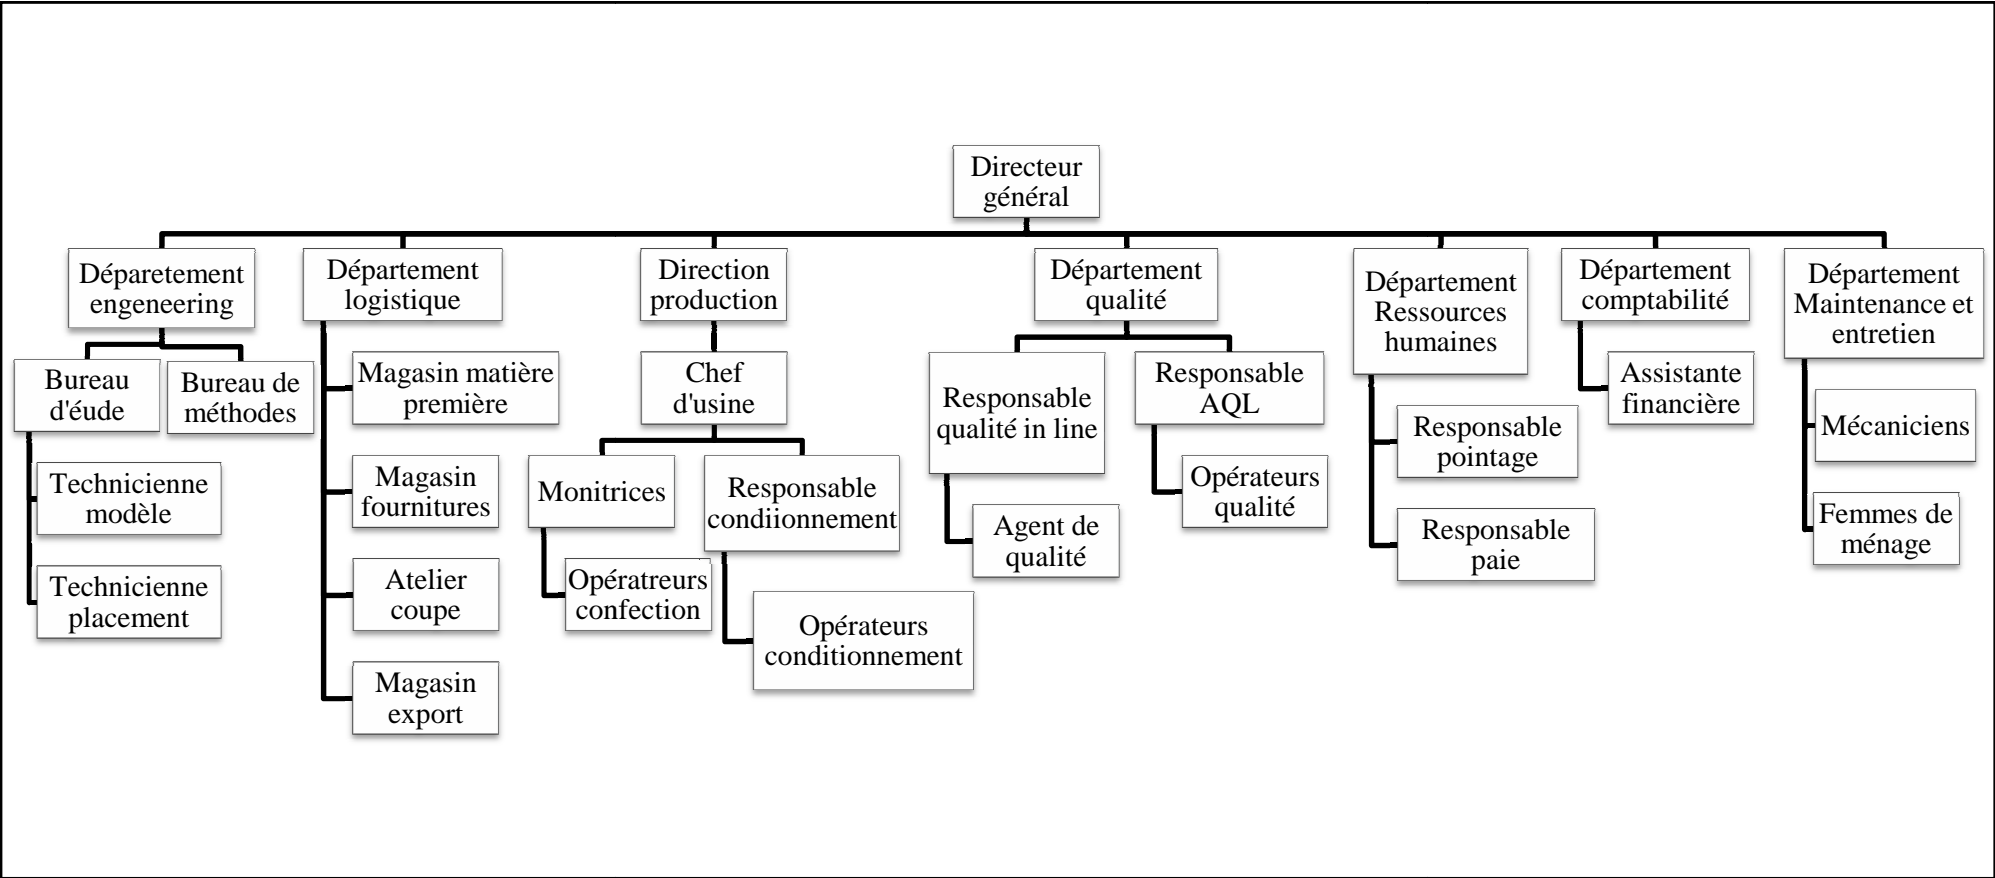 Directeur
général
Déparetement
engeneering
Département
logistique
Direction
production
Département
qualité
Département
Ressources
humaines
Département
comptabilité
Département
Maintenance et
entretien
Bureau
d'éude
Bureau de
méthodes
Technicienne
modèle
Technicienne
placement
Magasin matière
première
Magasin
fournitures
Atelier
coupe
Magasin
export
Chef
d'usine
Monitrices
Opératreurs
confection
Responsable
condiionnement
Opérateurs
conditionnement
Responsable
qualité in line
Agent de
qualité
Responsable
AQL
Opérateurs
qualité
Responsable
pointage
Responsable
paie
Assistante
financière
Mécaniciens
Femmes de
ménage